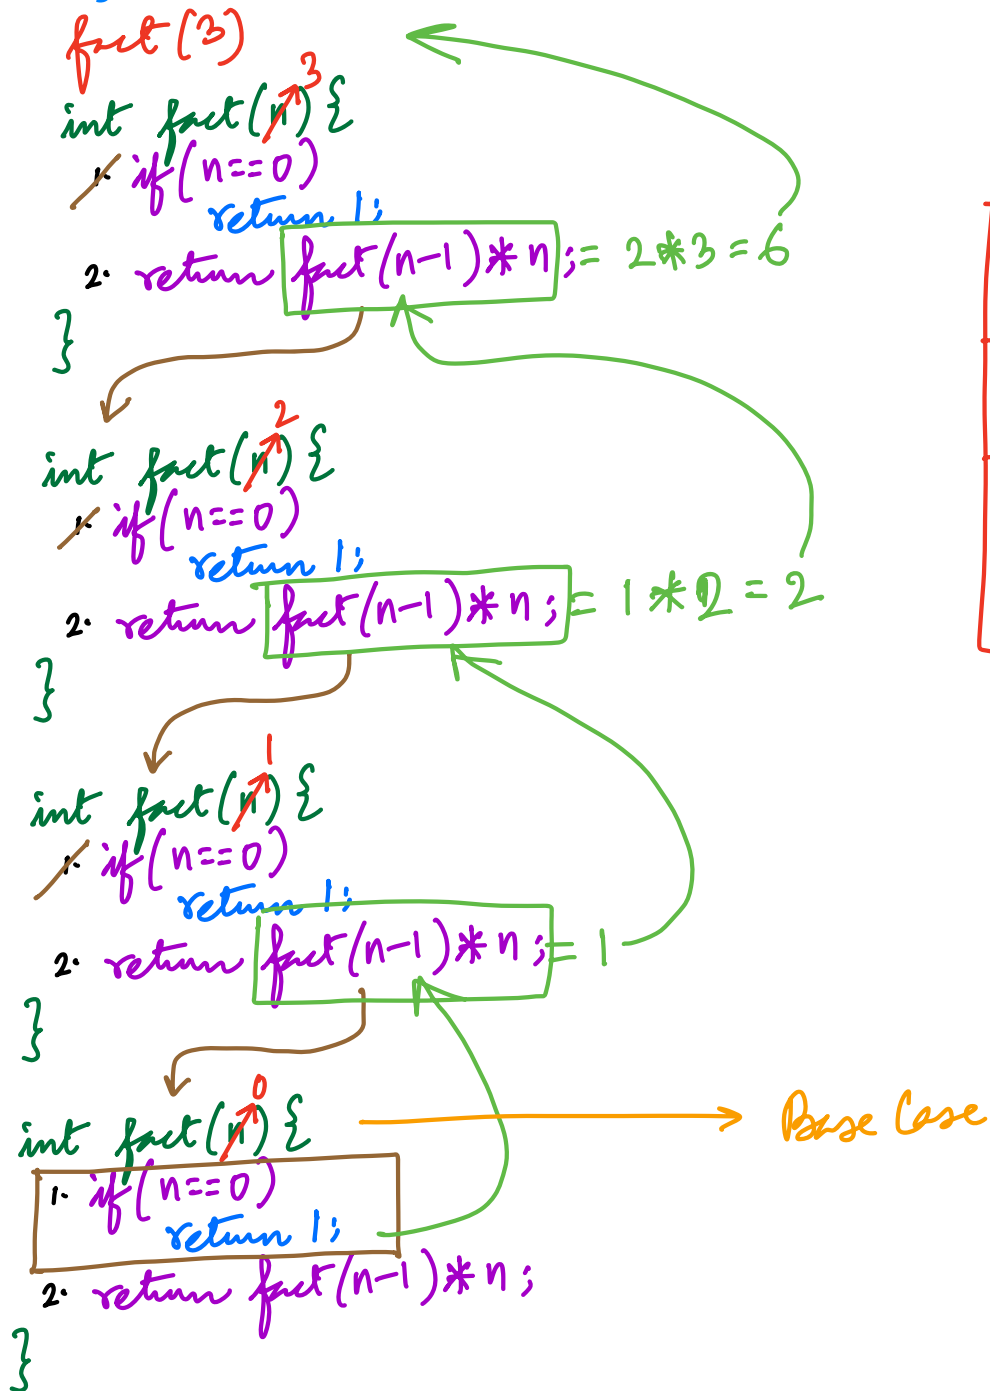 fact(3)
3
int fact(n){
1. if(n==0)
return 1;
2. return fact(n-1)*n; = 2*3 = 6
}
2
int fact(n){
1. if(n==0)
return 1;
2. return fact(n-1)*n; = 1*2 = 2
}
1
int fact(n){
1. if(n==0)
return 1;
2. return fact(n-1)*n; = 1
}
0
int fact(n){
Base Case
1. if(n==0)
return 1;
2. return fact(n-1)*n;
}